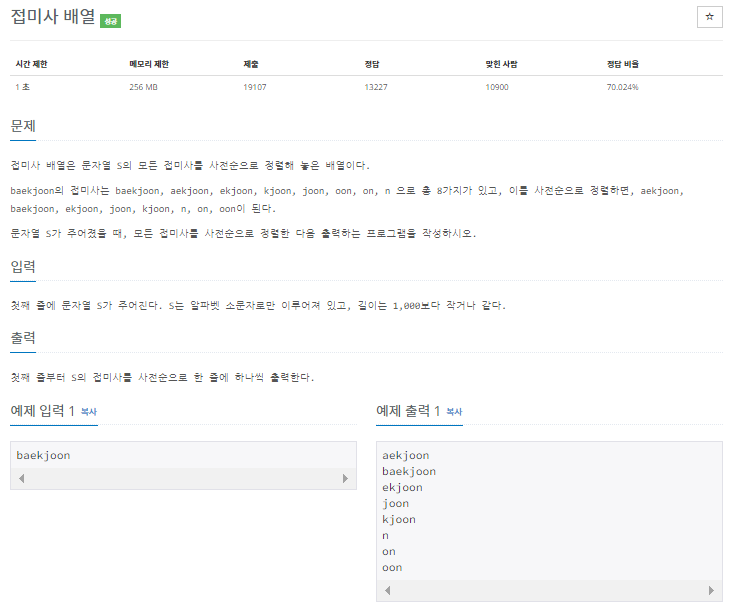 접미사 배열 성공
☆
시간 제한 메모리 제한 제출 정답 맞힌 사람 정답 비율
1 초 256 MB 19107 13227 10900 70.024%
문제
접미사 배열은 문자열 S의 모든 접미사를 사전순으로 정렬해 놓은 배열이다.
baekjoon의 접미사는 baekjoon, aekjoon, ekjoon, kjoon, joon, oon, on, n 으로 총 8가지가 있고, 이를 사전순으로 정렬하면, aekjoon,
baekjoon, ekjoon, joon, kjoon, n, on, oon이 된다.
문자열 S가 주어졌을 때, 모든 접미사를 사전순으로 정렬한 다음 출력하는 프로그램을 작성하시오.
입력
첫째 줄에 문자열 S가 주어진다. S는 알파벳 소문자로만 이루어져 있고, 길이는 1,000보다 작거나 같다.
출력
첫째 줄부터 S의 접미사를 사전순으로 한 줄에 하나씩 출력한다.
예제 입력 1 복사
baekjoon
예제 출력 1 복사
aekjoon
baekjoon
ekjoon
joon
kjoon
n
on
oon